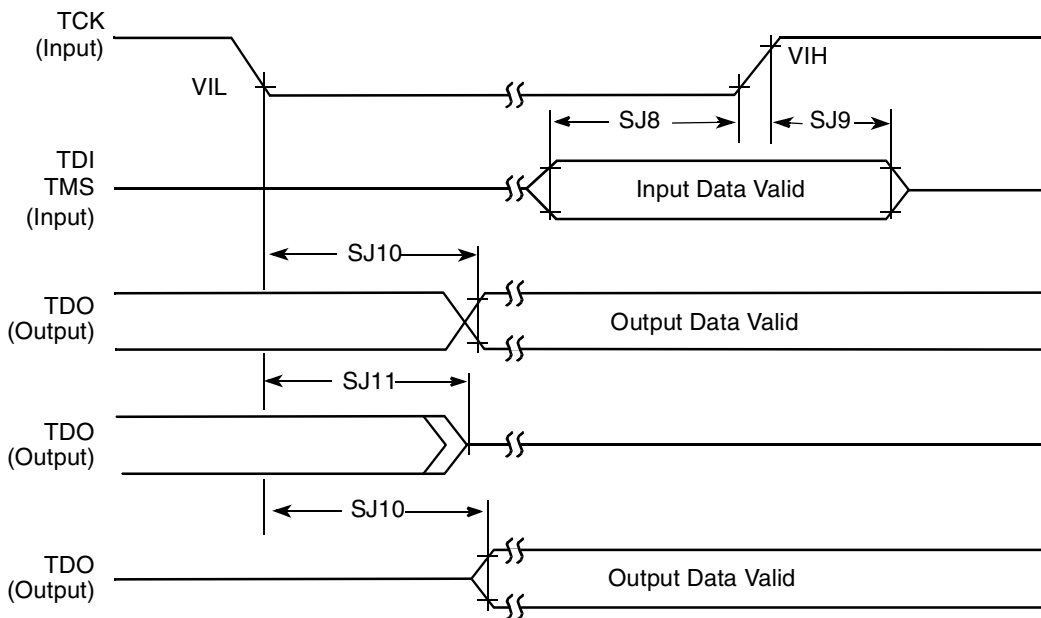 TCK
(Input)
VIL
VIH
SJ8
SJ9
TDI
TMS
(Input)
Input Data Valid
SJ10
TDO
(Output)
Output Data Valid
SJ11
TDO
(Output)
SJ10
TDO
(Output)
Output Data Valid